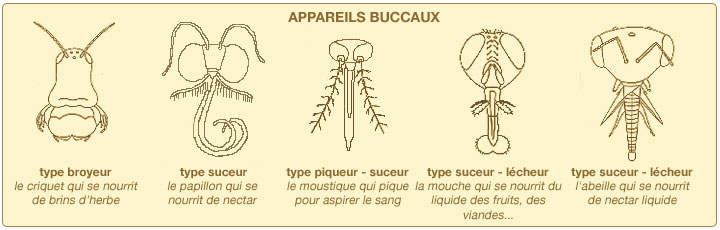 APPAREILS BUCCAUX
type broyeur
le criquet qui se nourrit
de brins d'herbe
type suceur
le papillon qui se
nourrit de nectar
type piqueur - suceur
le moustique qui pique
pour aspirer le sang
type suceur - lécheur
la mouche qui se nourrit du
liquide des fruits, des
viandes...
type suceur - lécheur
l'abeille qui se nourrit
de nectar liquide